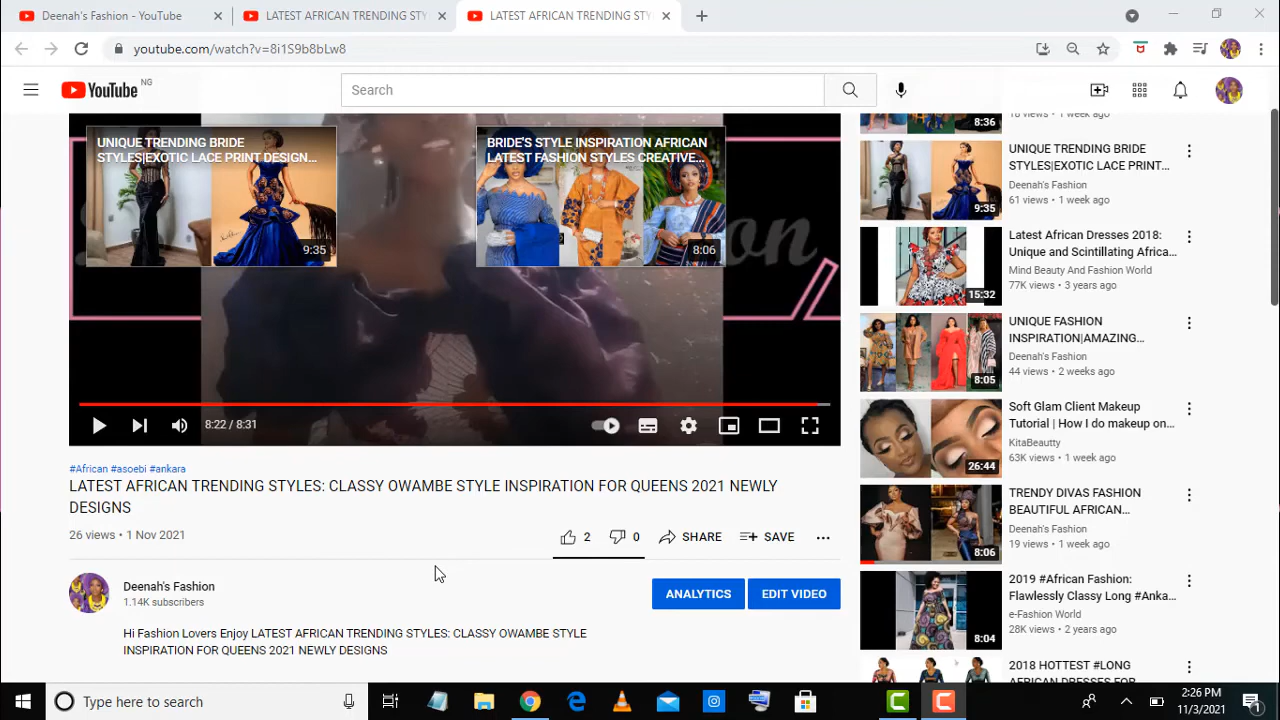 Deenah's Fashion - YouTube
LATEST AFRICAN TRENDING STY
LATEST AFRICAN TRENDING STY
youtube.com/watch?v=8i1S9b8bLw8
YouTube NG
Search
UNIQUE TRENDING BRIDE
STYLES|EXOTIC LACE PRINT DESIGN...
9:35
BRIDE'S STYLE INSPIRATION AFRICAN
LATEST FASHION STYLES CREATIVE...
8:06
8:22 / 8:31
#African #asoebi #ankara
LATEST AFRICAN TRENDING STYLES: CLASSY OWAMBE STYLE INSPIRATION FOR QUEENS 2021 NEWLY
DESIGNS
26 views • 1 Nov 2021
2
0
SHARE
SAVE
Deenah's Fashion
1.14K subscribers
ANALYTICS
EDIT VIDEO
Hi Fashion Lovers Enjoy LATEST AFRICAN TRENDING STYLES: CLASSY OWAMBE STYLE
INSPIRATION FOR QUEENS 2021 NEWLY DESIGNS
8:36
UNIQUE TRENDING BRIDE
STYLES|EXOTIC LACE PRINT...
Deenah's Fashion
61 views • 1 week ago
9:35
Latest African Dresses 2018:
Unique and Scintillating Africa...
Mind Beauty And Fashion World
77K views • 3 years ago
15:32
UNIQUE FASHION
INSPIRATION|AMAZING...
Deenah's Fashion
44 views • 2 weeks ago
8:05
Soft Glam Client Makeup
Tutorial | How I do makeup on...
KitaBeautty
63K views • 1 week ago
26:44
TRENDY DIVAS FASHION
BEAUTIFUL AFRICAN...
Deenah's Fashion
19 views • 1 week ago
8:06
2019 #African Fashion:
Flawlessly Classy Long #Anka...
e-Fashion World
28K views • 2 years ago
8:04
2018 HOTTEST #LONG
AFRICAN DRESSES FOR
Type here to search
2:26 PM
11/3/2021
1